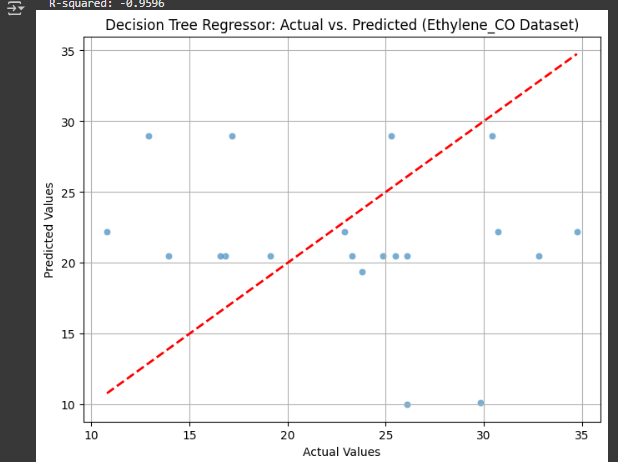 R-squared: -0.9596
Decision Tree Regressor: Actual vs. Predicted (Ethylene_CO Dataset)
35
30
25
20
15
10
Predicted Values
10 15 20 25 30 35
Actual Values